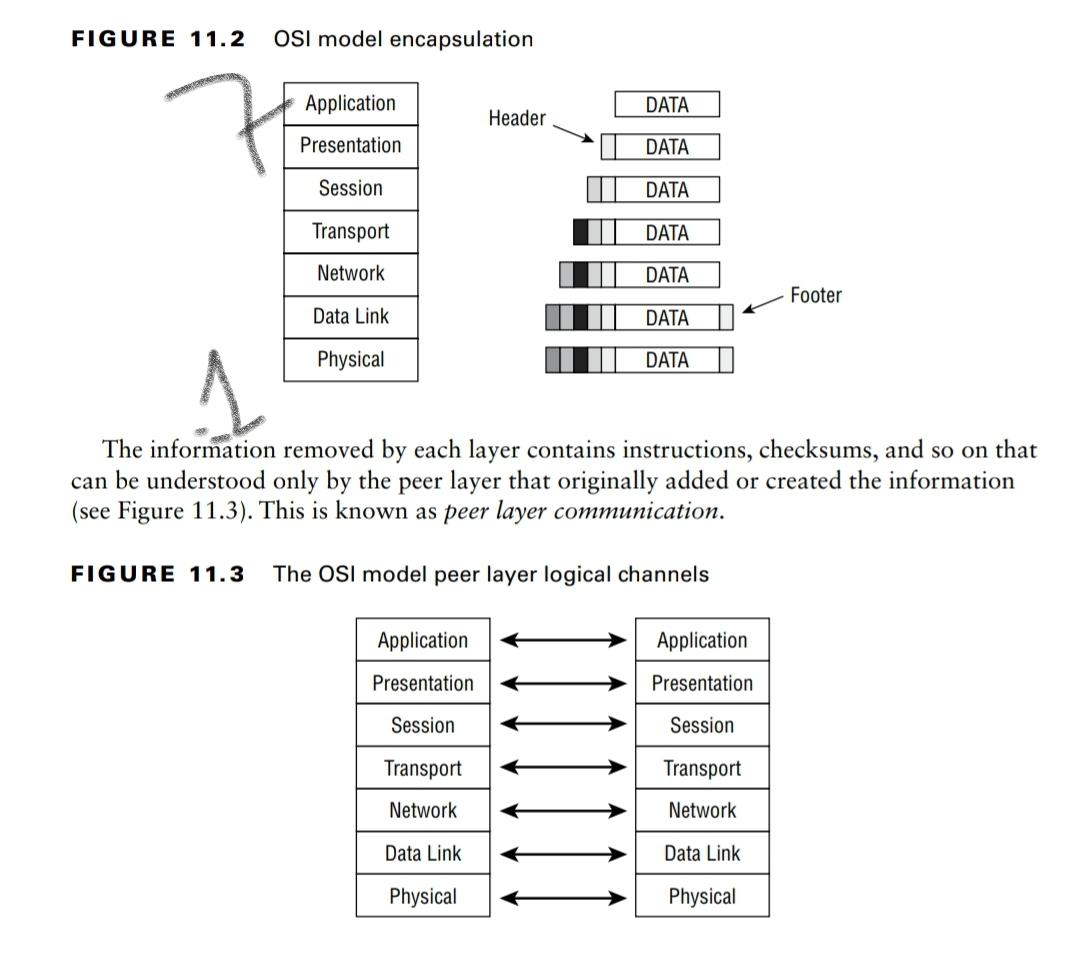 FIGURE 11.2 OSI model encapsulation
7
Application
Presentation
Session
Transport
Network
Data Link
Physical
1
Header
DATA
DATA
DATA
DATA
DATA
DATA
DATA
Footer
The information removed by each layer contains instructions, checksums, and so on that
can be understood only by the peer layer that originally added or created the information
(see Figure 11.3). This is known as peer layer communication.
FIGURE 11.3 The OSI model peer layer logical channels
Application Application
Presentation Presentation
Session Session
Transport Transport
Network Network
Data Link Data Link
Physical Physical